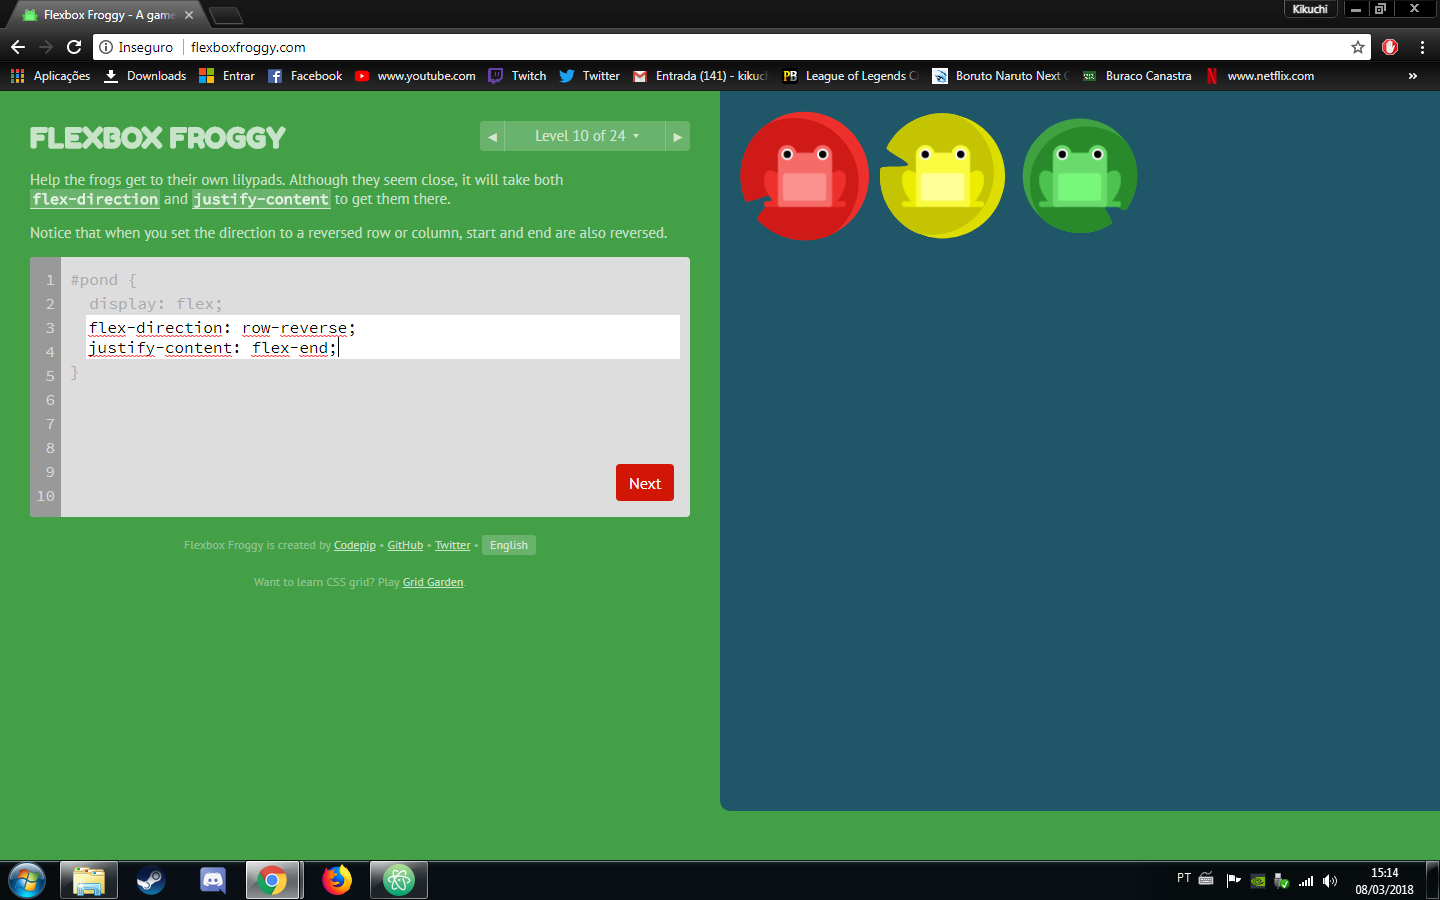 Flexbox Froggy - A game
Kikuchi
Inseguro
flexboxfroggy.com
Aplicações Downloads Entrar Facebook www.youtube.com Twitch Twitter Entrada (141) - kikuch League of Legends C Boruto Naruto Next Buraco Canastra www.netflix.com »
FLEXBOX FROGGY
◀ Level 10 of 24 ▾ ▶
Help the frogs get to their own lilypads. Although they seem close, it will take both
flex-direction and justify-content to get them there.
Notice that when you set the direction to a reversed row or column, start and end are also reversed.
1 #pond {
2 display: flex;
3 flex-direction: row-reverse;
4 justify-content: flex-end;
5 }
6
7
8
9
10
Next
Flexbox Froggy is created by Codepip • GitHub • Twitter • English
Want to learn CSS grid? Play Grid Garden.
PT
15:14
08/03/2018